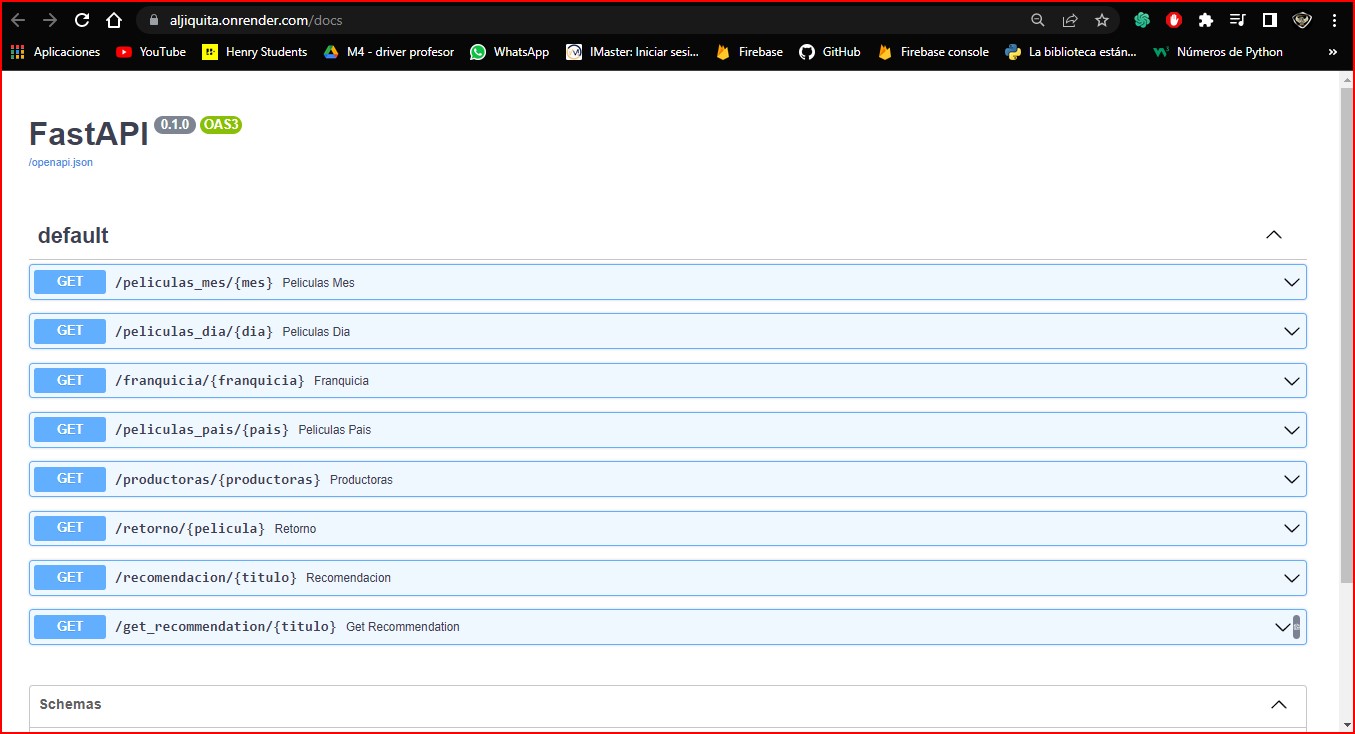 aljiquita.onrender.com/docs
Aplicaciones YouTube Henry Students M4 - driver profesor WhatsApp IMaster: Iniciar sesi... Firebase GitHub Firebase console La biblioteca están... Números de Python »
FastAPI 0.1.0 OAS3
/openapi.json
default
GET /peliculas_mes/{mes} Peliculas Mes
GET /peliculas_dia/{dia} Peliculas Dia
GET /franquicia/{franquicia} Franquicia
GET /peliculas_pais/{pais} Peliculas Pais
GET /productoras/{productoras} Productoras
GET /retorno/{pelicula} Retorno
GET /recomendacion/{titulo} Recomendacion
GET /get_recommendation/{titulo} Get Recommendation
Schemas